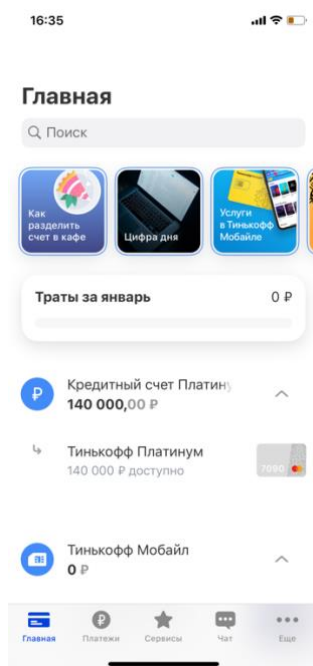 16:35
Главная
Поиск
Как
разделить
счет в кафе
Цифра дня
Услуги
в Тинькофф
Мобайле
Траты за январь
0 ₽
Кредитный счет Платину
140 000,00 ₽
Тинькофф Платинум
140 000 ₽ доступно
7690
Тинькофф Мобайл
0 ₽
Главная
Платежи
Сервисы
Чат
Еще